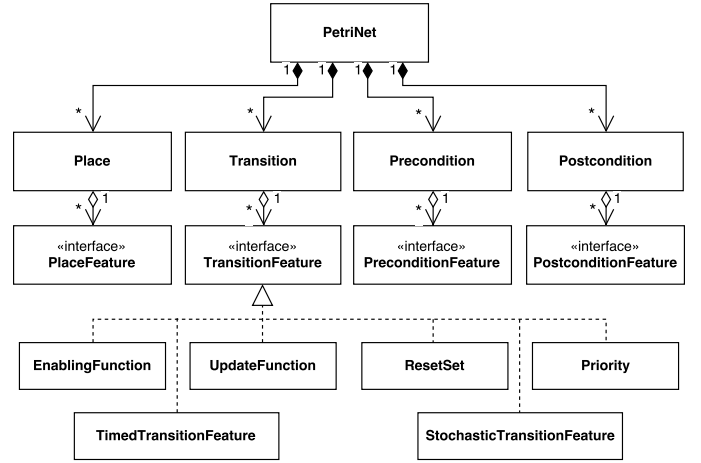 PetriNet
1 1 1 1
* * * *
Place Transition Precondition Postcondition
1 1 1 1
* * * *
«interface» «interface» «interface» «interface»
PlaceFeature TransitionFeature PreconditionFeature PostconditionFeature
EnablingFunction UpdateFunction ResetSet Priority
TimedTransitionFeature StochasticTransitionFeature